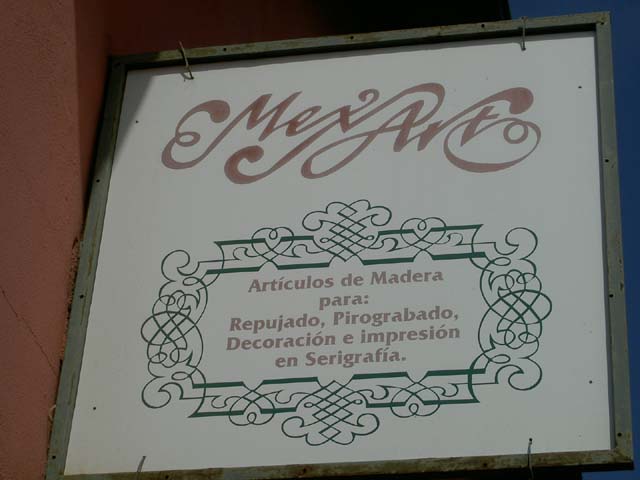 MexArt
Artículos de Madera
para:
Repujado, Pirograbado,
Decoración e impresión
en Serigrafía.